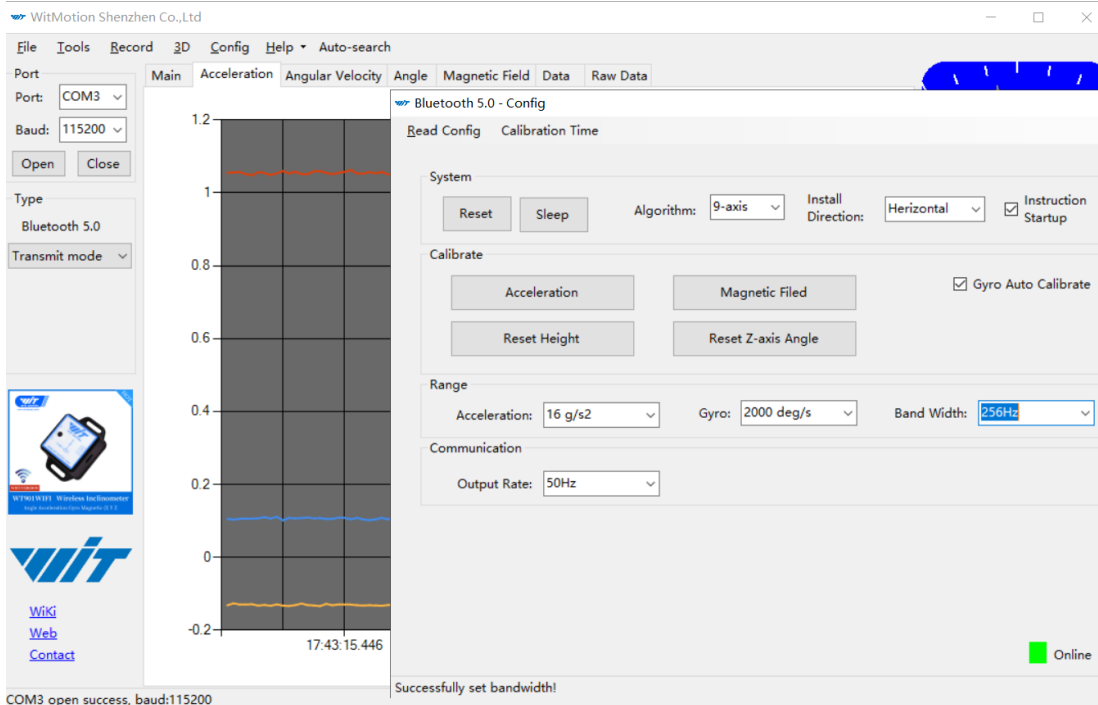 WitMotion Shenzhen Co.,Ltd
File Tools Record 3D Config Help Auto-search
Port
Port: COM3
Baud: 115200
Open Close
Type
Bluetooth 5.0
Transmit mode
Main Acceleration Angular Velocity Angle Magnetic Field Data Raw Data
1.2
1
0.8
0.6
0.4
0.2
0
-0.2
17:43:15.446
Bluetooth 5.0 - Config
Read Config Calibration Time
System
Reset Sleep Algorithm: 9-axis Install Direction: Herizontal Instruction Startup
Calibrate
Acceleration Magnetic Filed Gyro Auto Calibrate
Reset Height Reset Z-axis Angle
Range
Acceleration: 16 g/s2 Gyro: 2000 deg/s Band Width: 256Hz
Communication
Output Rate: 50Hz
Online
Successfully set bandwidth!
WiT
WT901WIFI Wireless Inclinometer
WiT
WiKi
Web
Contact
COM3 open success, baud:115200